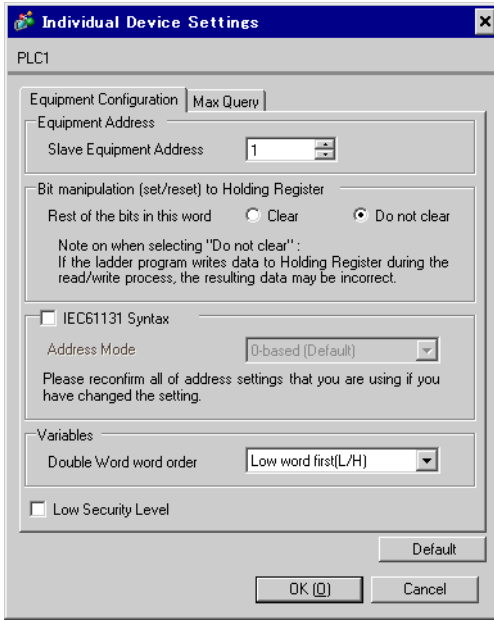 Individual Device Settings
PLC1
Equipment Configuration Max Query
Equipment Address
Slave Equipment Address 1
Bit manipulation (set/reset) to Holding Register
Rest of the bits in this word Clear Do not clear
Note on when selecting "Do not clear" :
If the ladder program writes data to Holding Register during the
read/write process, the resulting data may be incorrect.
IEC61131 Syntax
Address Mode 0-based (Default)
Please reconfirm all of address settings that you are using if you
have changed the setting.
Variables
Double Word word order Low word first(L/H)
Low Security Level
Default
OK (O) Cancel